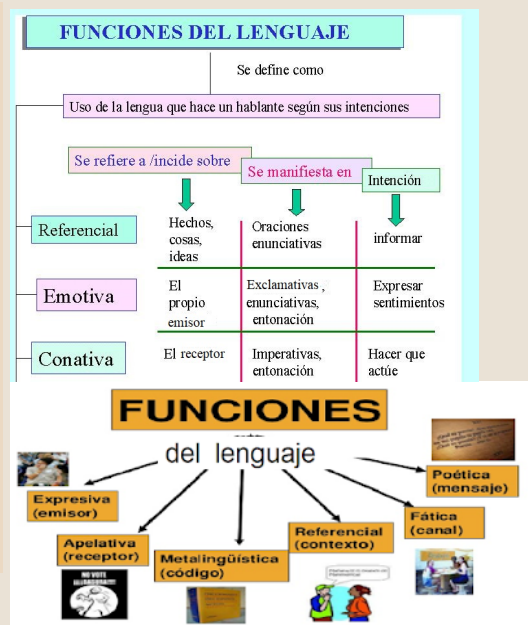 FUNCIONES DEL LENGUAJE
Se define como
Uso de la lengua que hace un hablante según sus intenciones
Se refiere a /incide sobre
Se manifiesta en
Intención
Referencial
Hechos,
cosas,
ideas
Oraciones
enunciativas
informar
Emotiva
El
propio
emisor
Exclamativas ,
enunciativas,
entonación
Expresar
sentimientos
Conativa
El receptor
Imperativas,
entonación
Hacer que
actúe
FUNCIONES
del lenguaje
Expresiva
(emisor)
Apelativa
(receptor)
Metalingüística
(código)
Referencial
(contexto)
Fática
(canal)
Poética
(mensaje)
NO VOTE